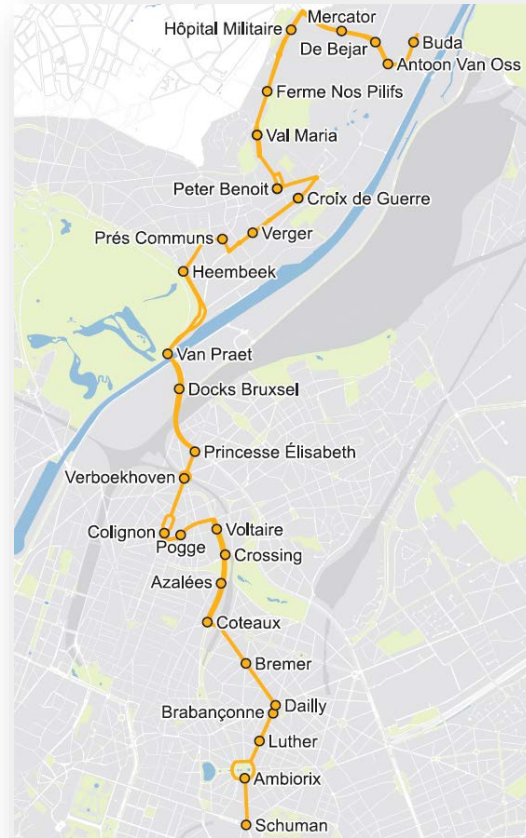 Mercator
Hôpital Militaire
De Bejar
Buda
Antoon Van Oss
Ferme Nos Pilifs
Val Maria
Peter Benoit
Croix de Guerre
Verger
Prés Communs
Heembeek
Van Praet
Docks Bruxsel
Princesse Élisabeth
Verboekhoven
Colignon
Voltaire
Pogge
Crossing
Azalées
Coteaux
Bremer
Dailly
Brabançonne
Luther
Ambiorix
Schuman